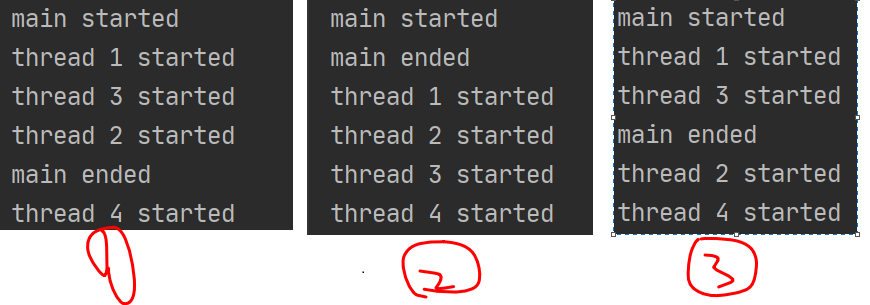 main started
thread 1 started
thread 3 started
thread 2 started
main ended
thread 4 started
1
main started
main ended
thread 1 started
thread 2 started
thread 3 started
thread 4 started
2
main started
thread 1 started
thread 3 started
main ended
thread 2 started
thread 4 started
3